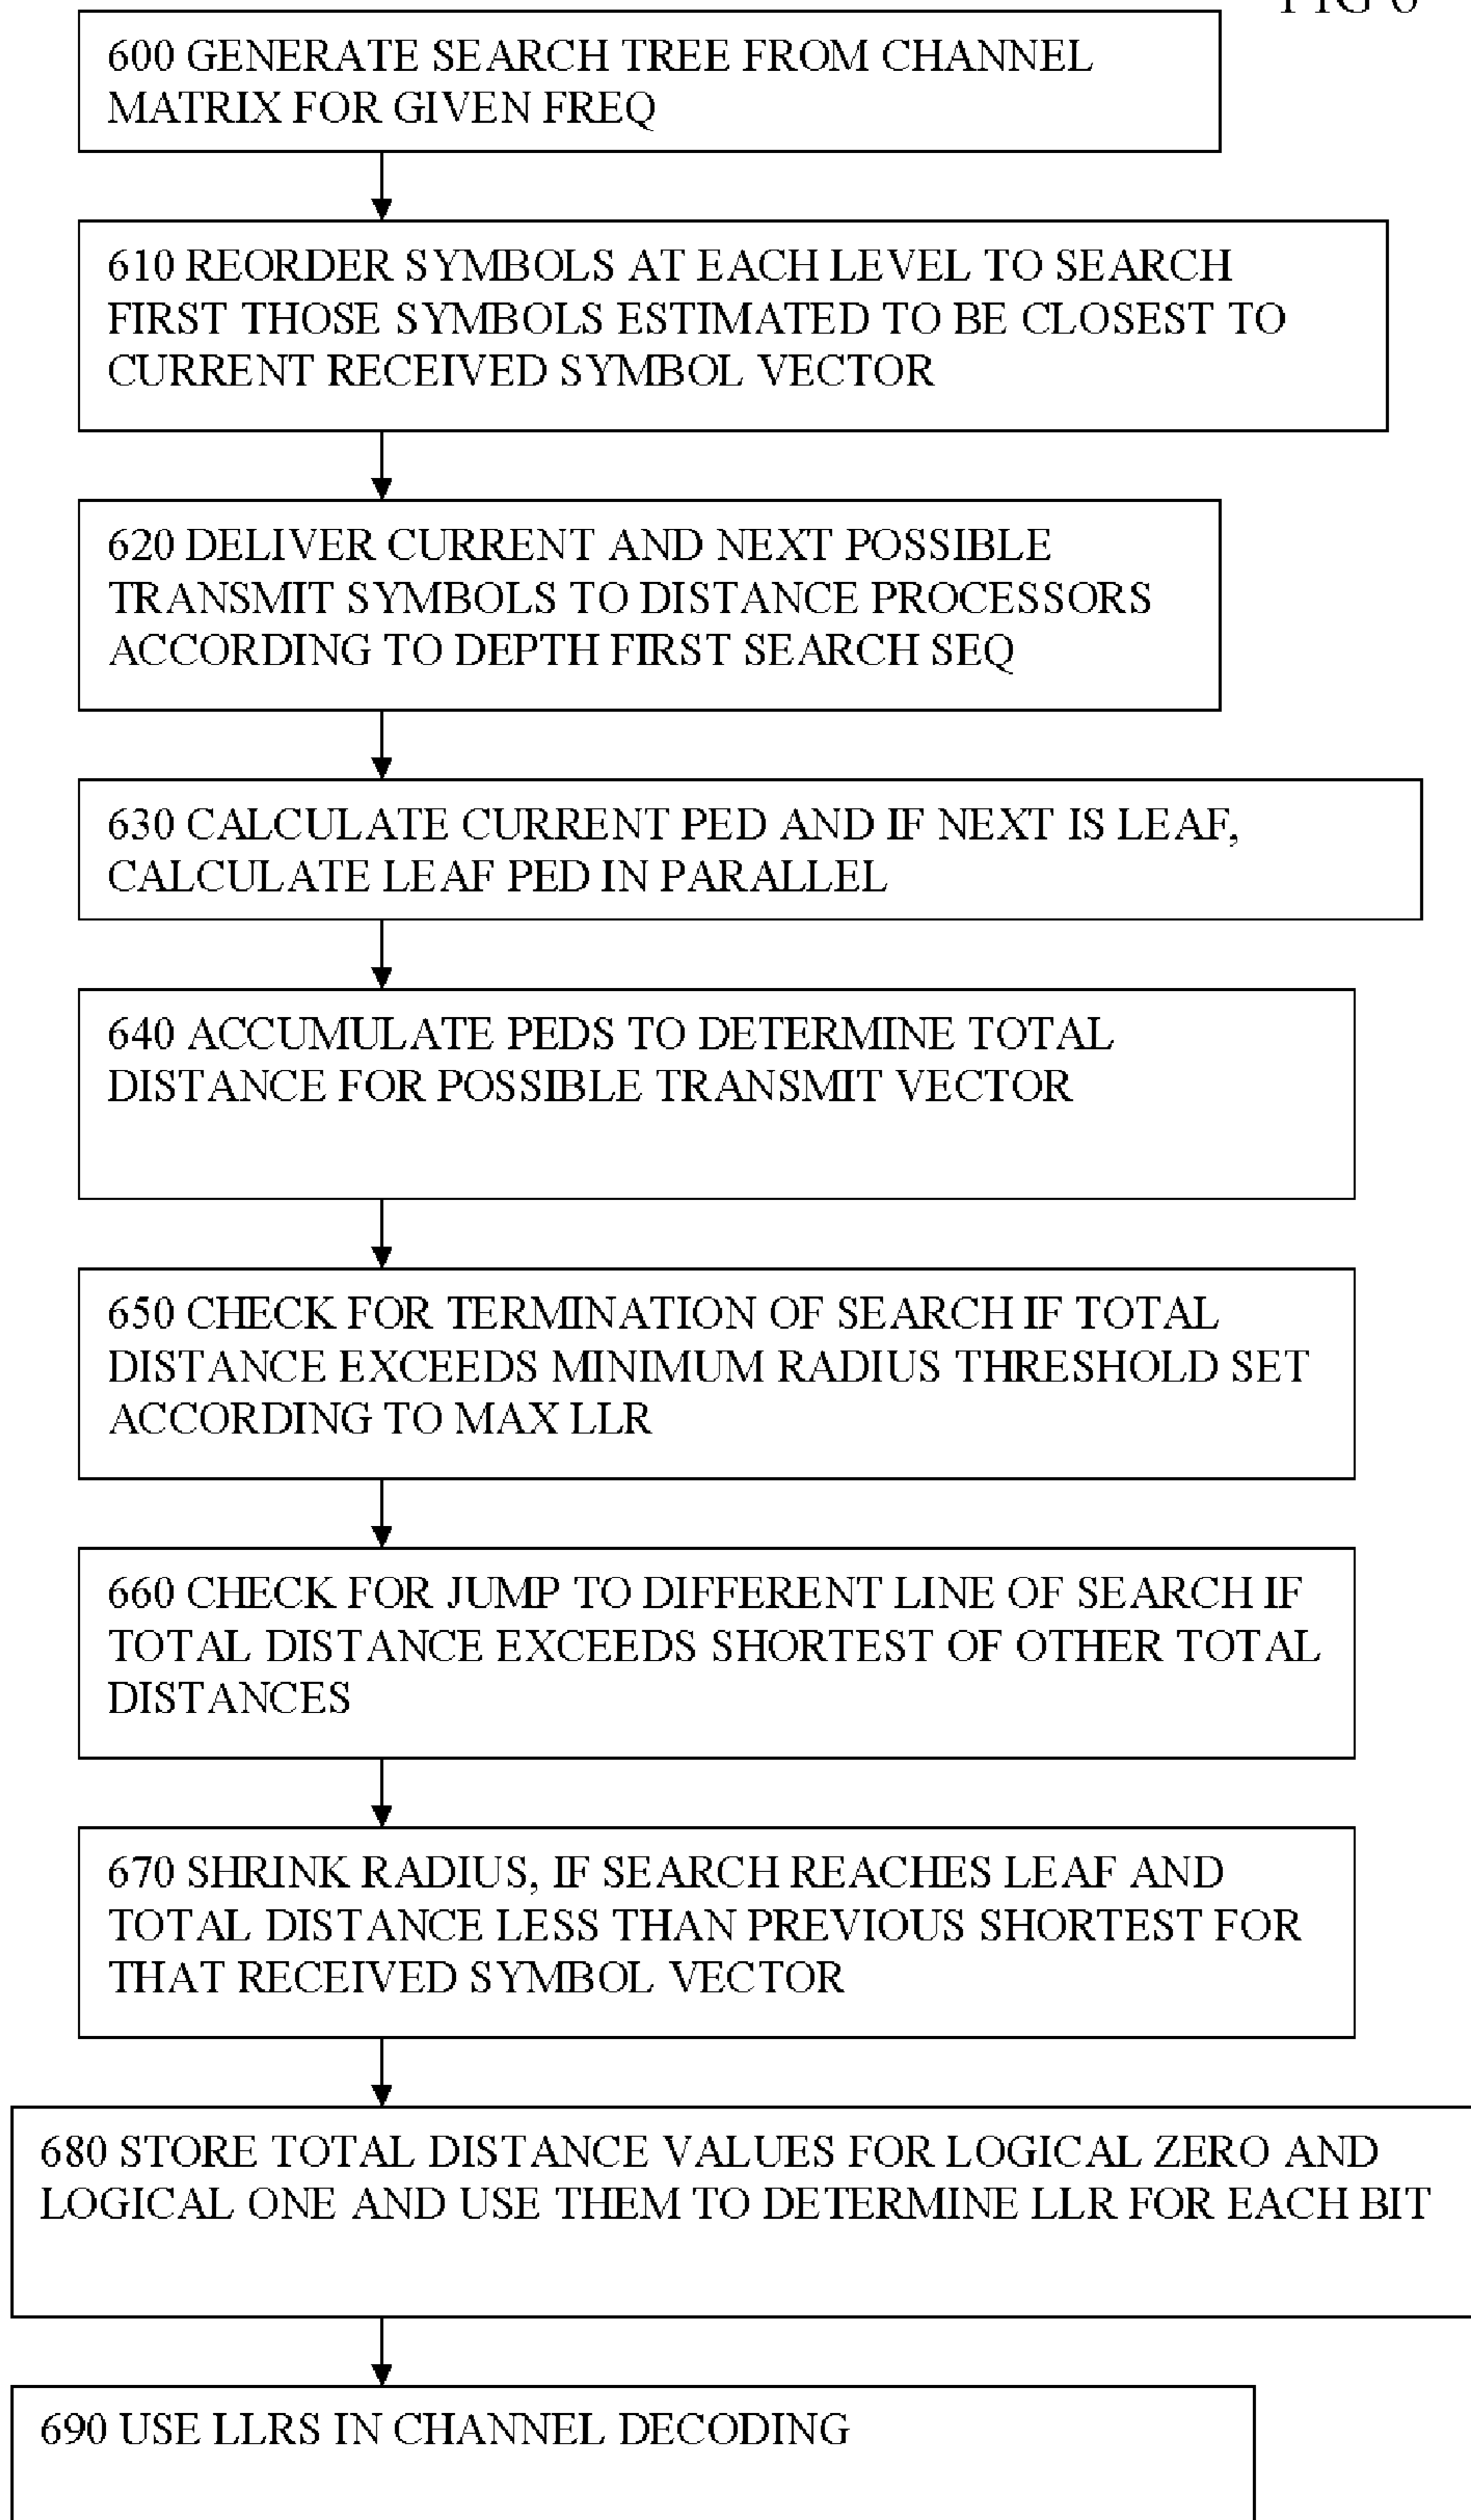 600 GENERATE SEARCH TREE FROM CHANNEL
MATRIX FOR GIVEN FREQ
610 REORDER SYMBOLS AT EACH LEVEL TO SEARCH
FIRST THOSE SYMBOLS ESTIMATED TO BE CLOSEST TO
CURRENT RECEIVED SYMBOL VECTOR
620 DELIVER CURRENT AND NEXT POSSIBLE
TRANSMIT SYMBOLS TO DISTANCE PROCESSORS
ACCORDING TO DEPTH FIRST SEARCH SEQ
630 CALCULATE CURRENT PED AND IF NEXT IS LEAF,
CALCULATE LEAF PED IN PARALLEL
640 ACCUMULATE PEDS TO DETERMINE TOTAL
DISTANCE FOR POSSIBLE TRANSMIT VECTOR
650 CHECK FOR TERMINATION OF SEARCH IF TOTAL
DISTANCE EXCEEDS MINIMUM RADIUS THRESHOLD SET
ACCORDING TO MAX LLR
660 CHECK FOR JUMP TO DIFFERENT LINE OF SEARCH IF
TOTAL DISTANCE EXCEEDS SHORTEST OF OTHER TOTAL
DISTANCES
670 SHRINK RADIUS, IF SEARCH REACHES LEAF AND
TOTAL DISTANCE LESS THAN PREVIOUS SHORTEST FOR
THAT RECEIVED SYMBOL VECTOR
680 STORE TOTAL DISTANCE VALUES FOR LOGICAL ZERO AND
LOGICAL ONE AND USE THEM TO DETERMINE LLR FOR EACH BIT
690 USE LLRS IN CHANNEL DECODING